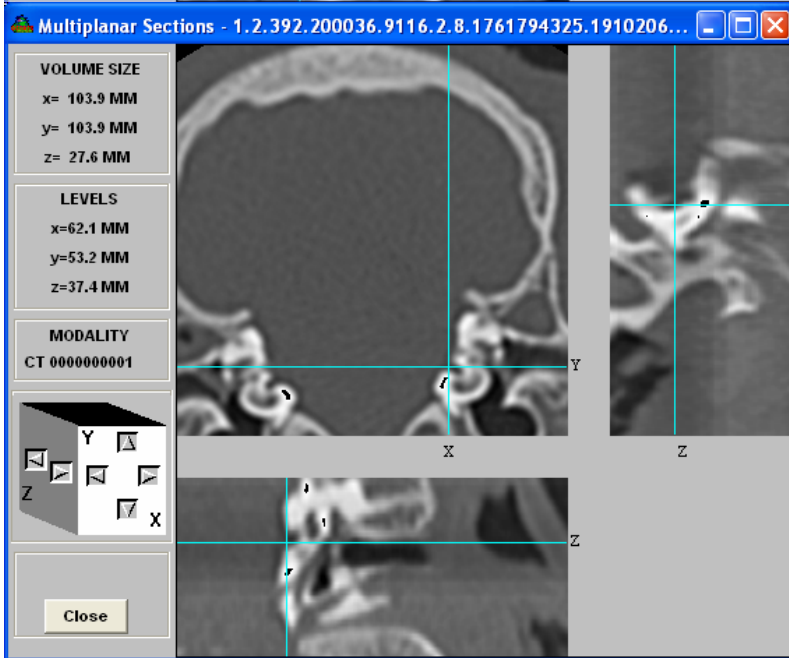 Multiplanar Sections - 1.2.392.200036.9116.2.8.1761794325.1910206...
VOLUME SIZE
x= 103.9 MM
y= 103.9 MM
z= 27.6 MM
LEVELS
x=62.1 MM
y=53.2 MM
z=37.4 MM
MODALITY
CT 0000000001
Y
Z
X
Close
Y
X
Z
Z